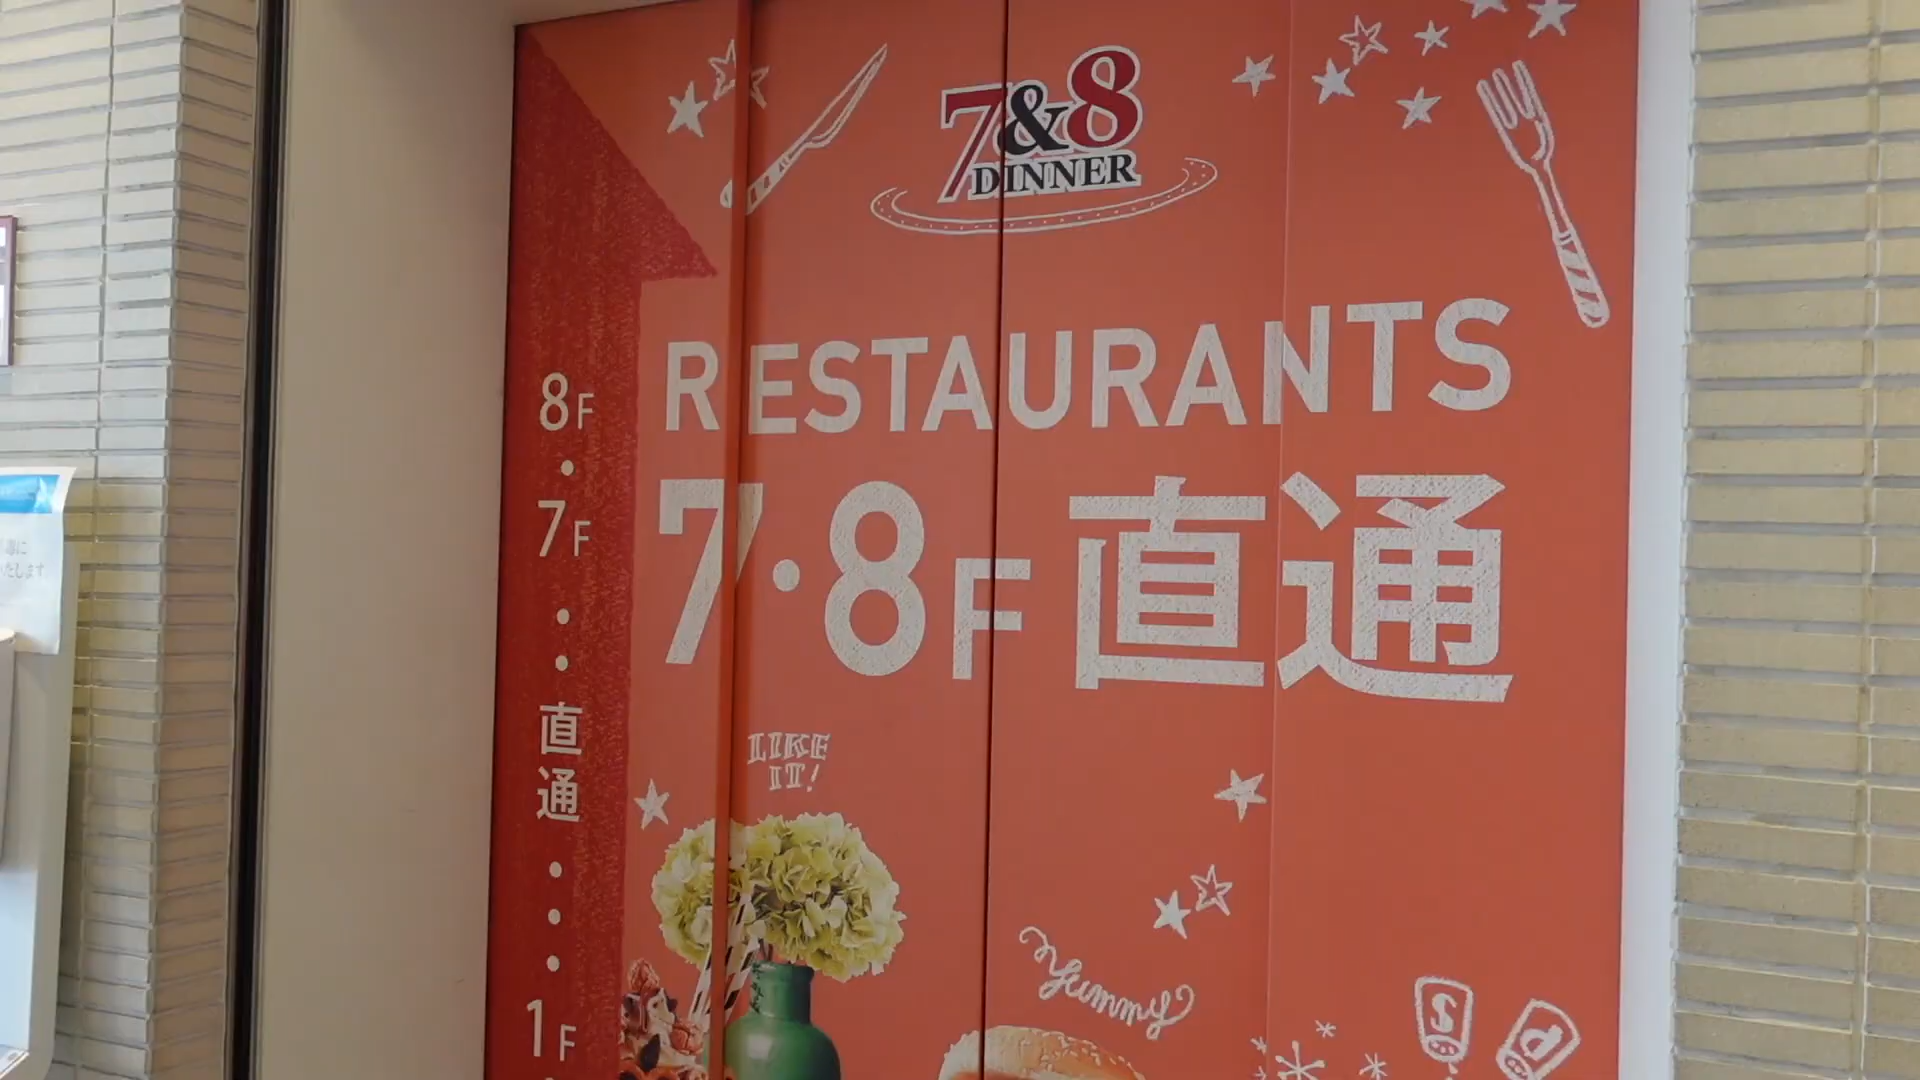 7&8
DINNER
RESTAURANTS
7・8F直通
8F
・
7F
直通
1F
LIKE
IT!
Yummy
S
d